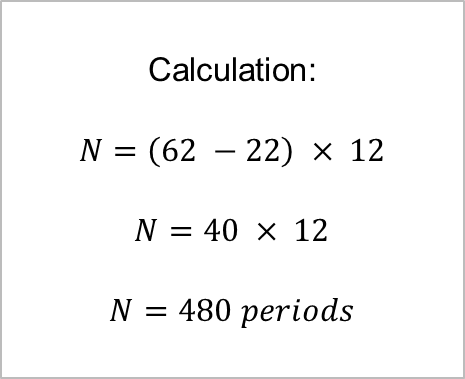 Calculation:
N = (62 − 22) × 12
N = 40 × 12
N = 480 periods